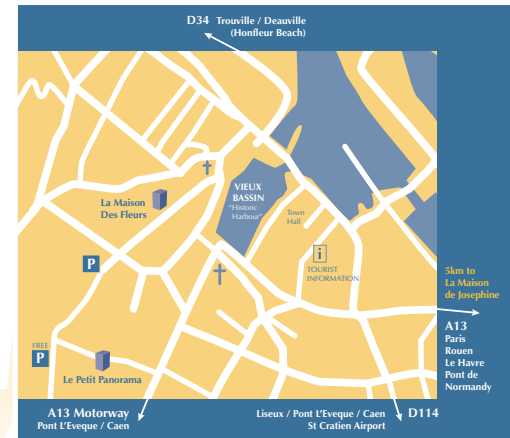 D34 Trouville / Deauville
(Honfleur Beach)
La Maison
Des Fleurs
VIEUX
BASSIN
"Historic
Harbour"
Town
Hall
i
TOURIST
INFORMATION
P
5km to
La Maison
de Josephine
A13
Paris
Rouen
Le Havre
Pont de
Normandy
FREE
P
Le Petit Panorama
A13 Motorway
Pont L'Eveque / Caen
Liseux / Pont L'Eveque / Caen D114
St Cratien Airport